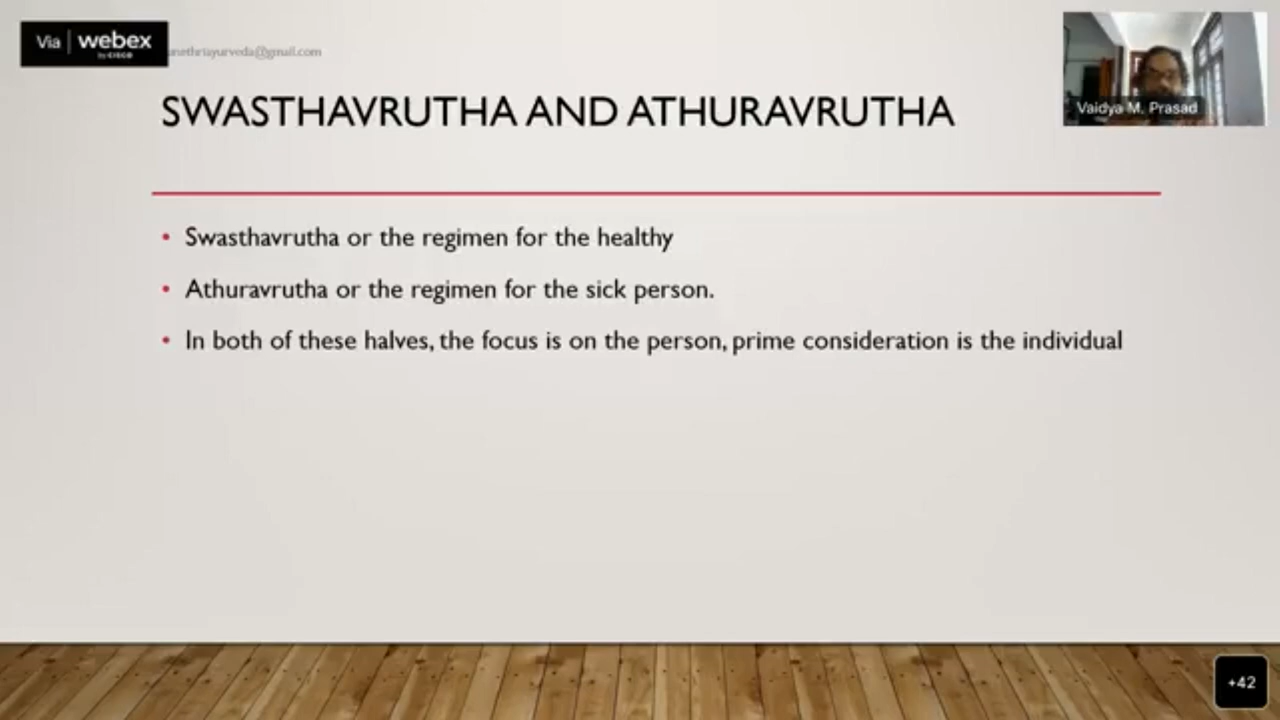 Via webex
by CISCO
SWASTHAVRUTHA AND ATHURAVRUTHA
Vaidya M. Prasad
• Swasthavrutha or the regimen for the healthy
• Athuravrutha or the regimen for the sick person.
• In both of these halves, the focus is on the person, prime consideration is the individual
+42